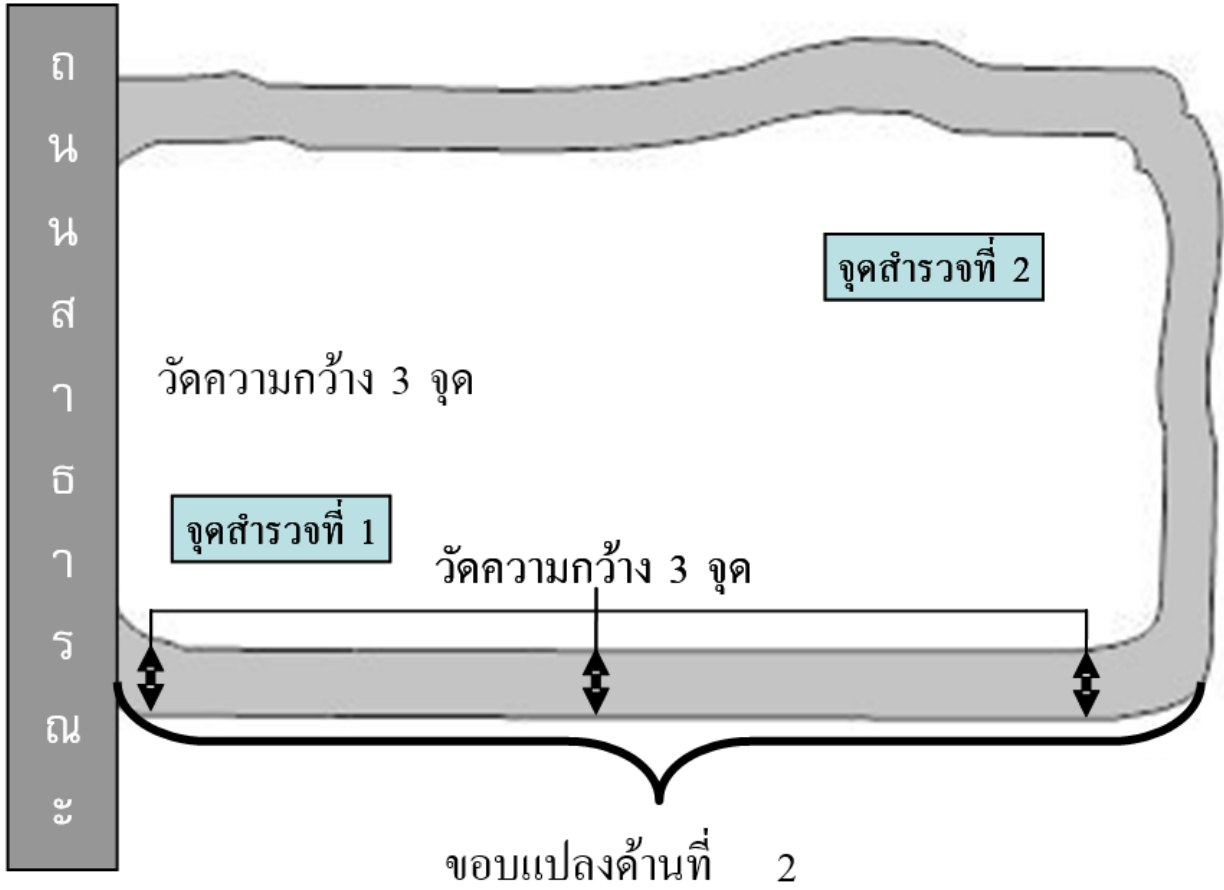 ถนนสาธารณะ
จุดสำรวจที่ 2
วัดความกว้าง 3 จุด
จุดสำรวจที่ 1
วัดความกว้าง 3 จุด
ขอบแปลงด้านที่ 2